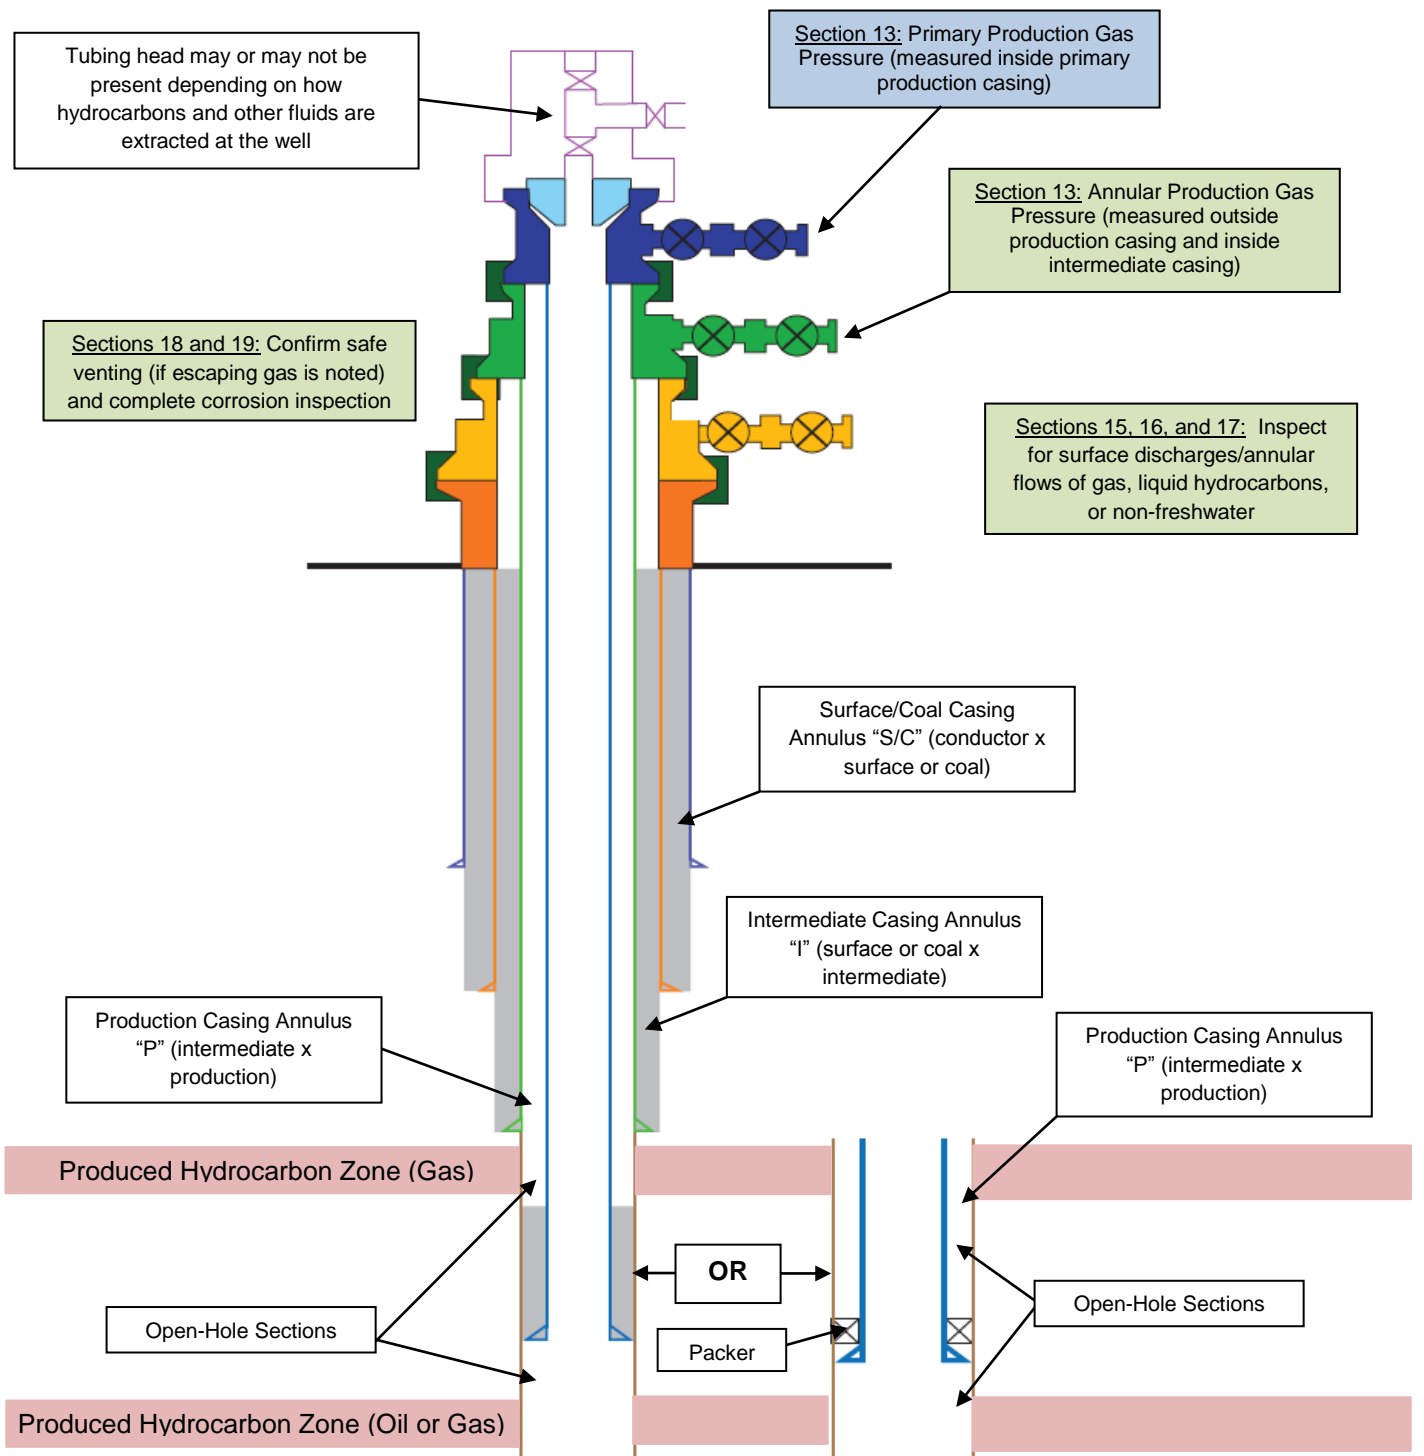 Tubing head may or may not be
present depending on how
hydrocarbons and other fluids are
extracted at the well
Section 13: Primary Production Gas
Pressure (measured inside primary
production casing)
Section 13: Annular Production Gas
Pressure (measured outside
production casing and inside
intermediate casing)
Sections 18 and 19: Confirm safe
venting (if escaping gas is noted)
and complete corrosion inspection
Sections 15, 16, and 17: Inspect
for surface discharges/annular
flows of gas, liquid hydrocarbons,
or non-freshwater
Surface/Coal Casing
Annulus “S/C” (conductor x
surface or coal)
Intermediate Casing Annulus
“I” (surface or coal x
intermediate)
Production Casing Annulus
“P” (intermediate x
production)
Production Casing Annulus
“P” (intermediate x
production)
Produced Hydrocarbon Zone (Gas)
OR
Open-Hole Sections
Packer
Open-Hole Sections
Produced Hydrocarbon Zone (Oil or Gas)